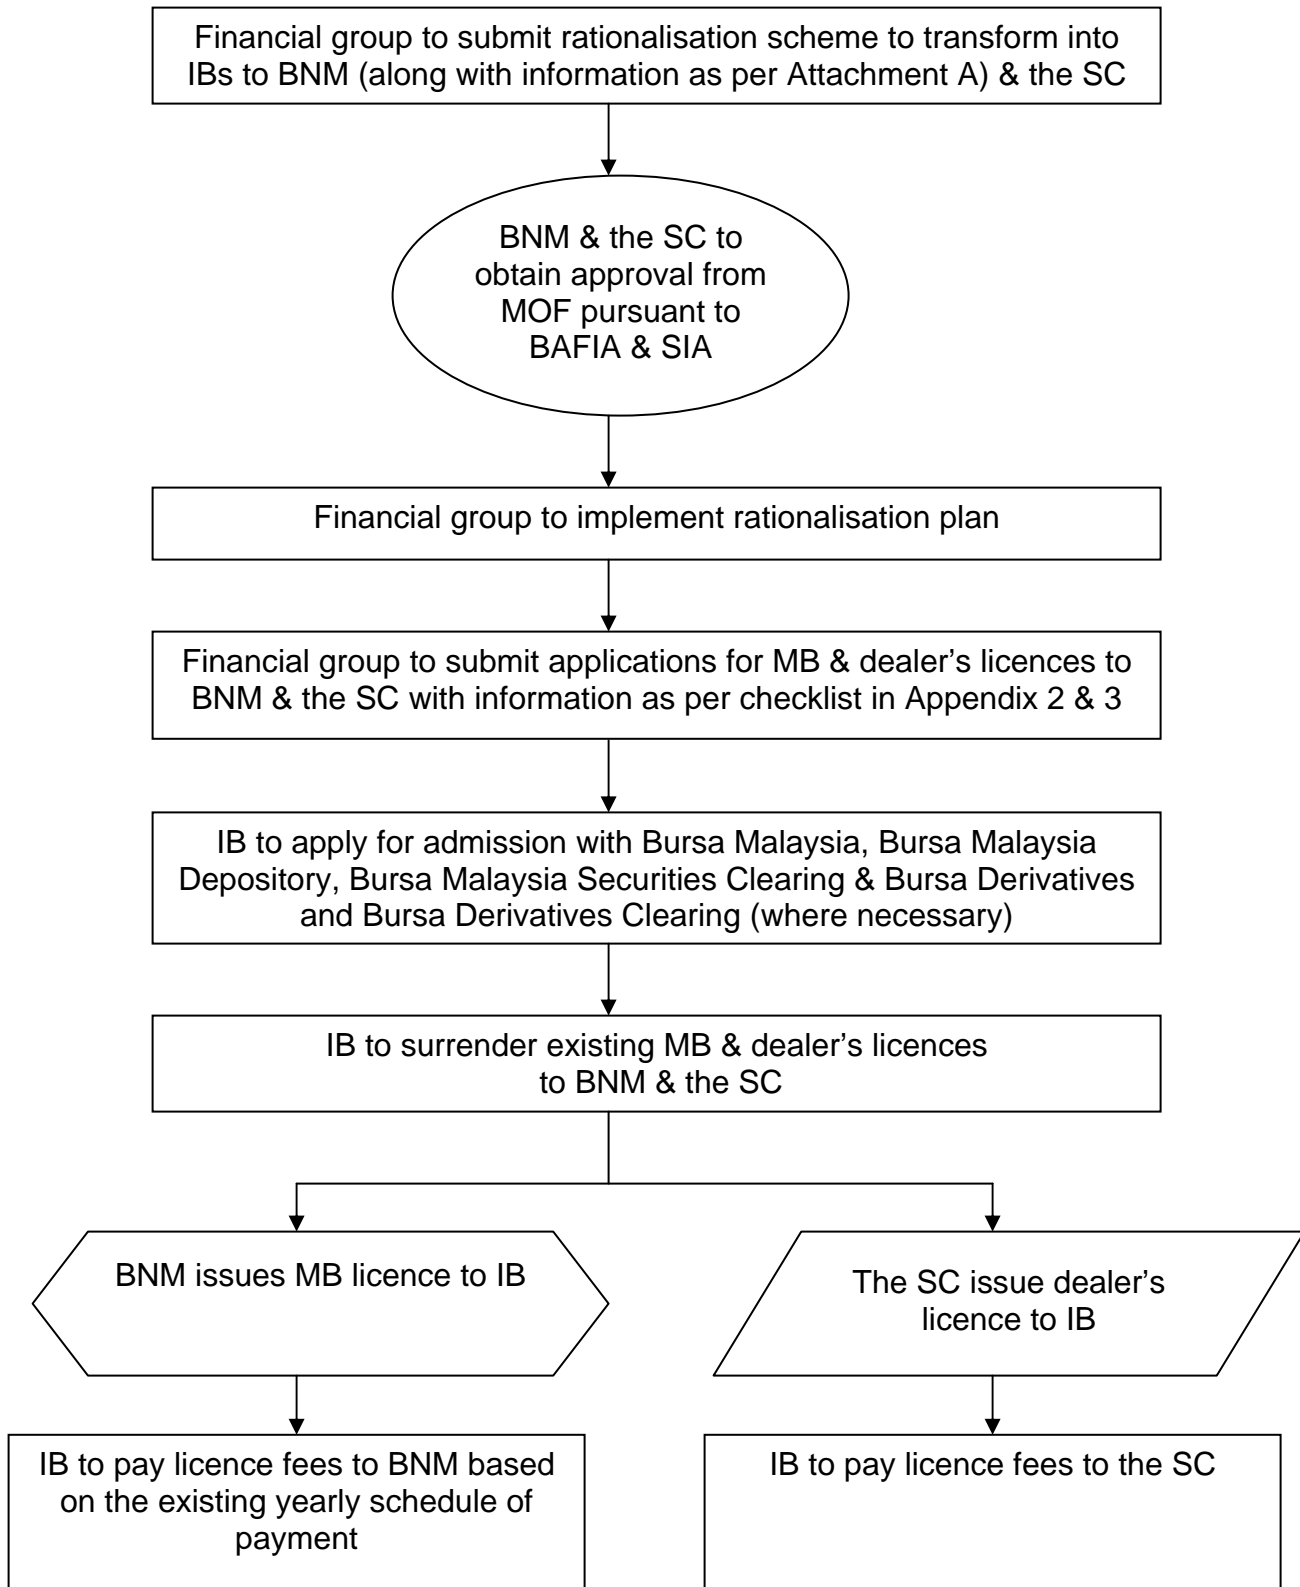 Financial group to submit rationalisation scheme to transform into
IBs to BNM (along with information as per Attachment A) & the SC
BNM & the SC to
obtain approval from
MOF pursuant to
BAFIA & SIA
Financial group to implement rationalisation plan
Financial group to submit applications for MB & dealer’s licences to
BNM & the SC with information as per checklist in Appendix 2 & 3
IB to apply for admission with Bursa Malaysia, Bursa Malaysia
Depository, Bursa Malaysia Securities Clearing & Bursa Derivatives
and Bursa Derivatives Clearing (where necessary)
IB to surrender existing MB & dealer’s licences
to BNM & the SC
BNM issues MB licence to IB
The SC issue dealer’s
licence to IB
IB to pay licence fees to BNM based
on the existing yearly schedule of
payment
IB to pay licence fees to the SC